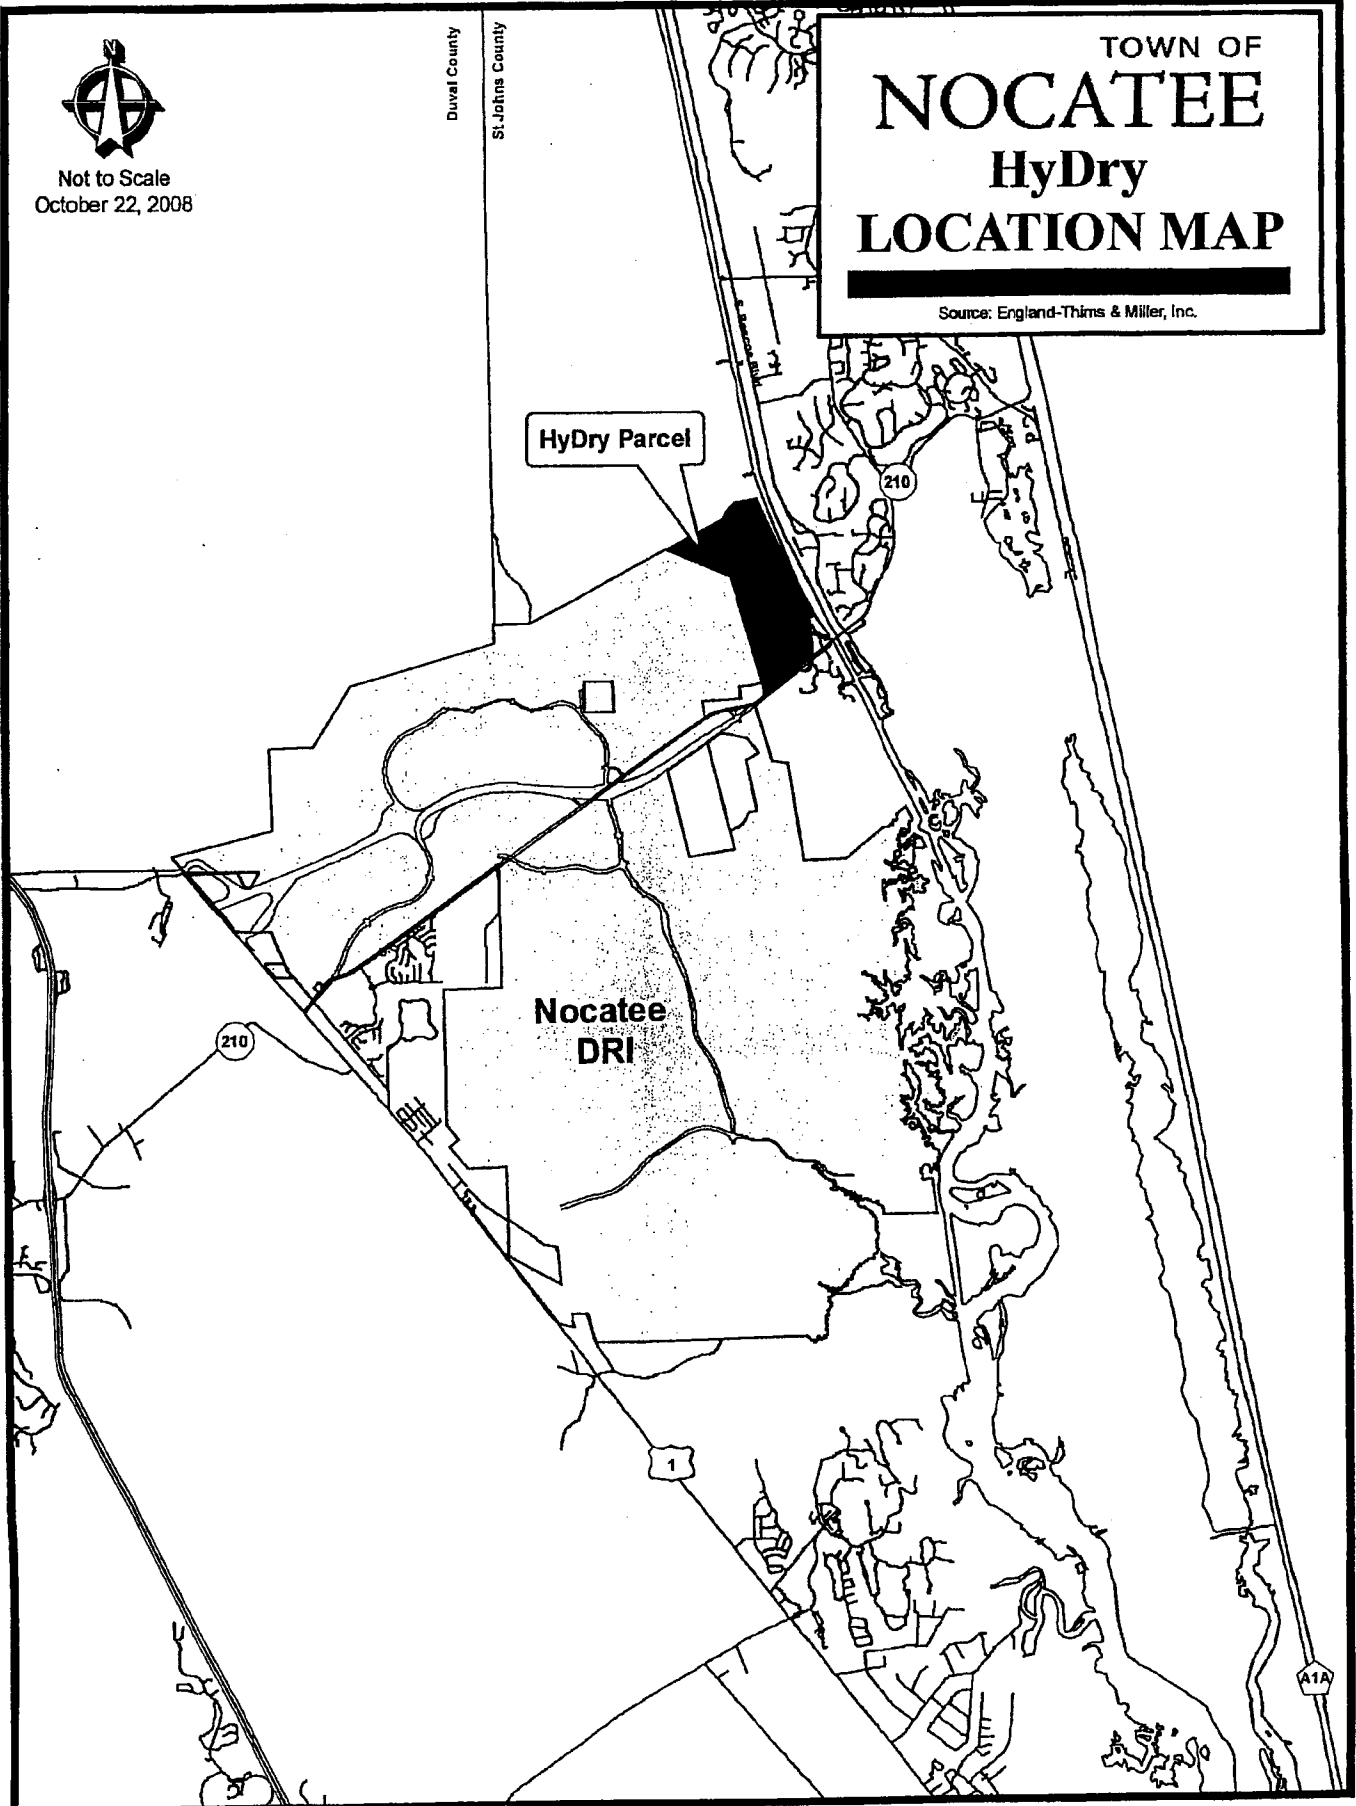 N
Not to Scale
October 22, 2008
Duval County
St Johns County
TOWN OF
NOCATEE
HyDry
LOCATION MAP
Source: England-Thims & Miller, Inc.
HyDry Parcel
210
Nocatee
DRI
210
1
A1A